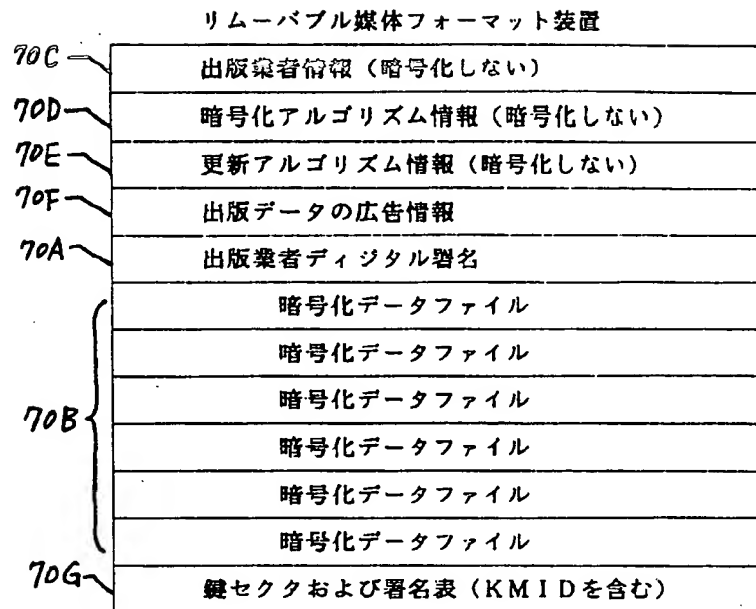 リムーバブル媒体フォーマット装置
70C 出版業者情報（暗号化しない）
70D 暗号化アルゴリズム情報（暗号化しない）
70E 更新アルゴリズム情報（暗号化しない）
70F 出版データの広告情報
70A 出版業者ディジタル署名
暗号化データファイル
暗号化データファイル
暗号化データファイル
70B 暗号化データファイル
暗号化データファイル
暗号化データファイル
70G 鍵セクタおよび署名表（KMIDを含む）